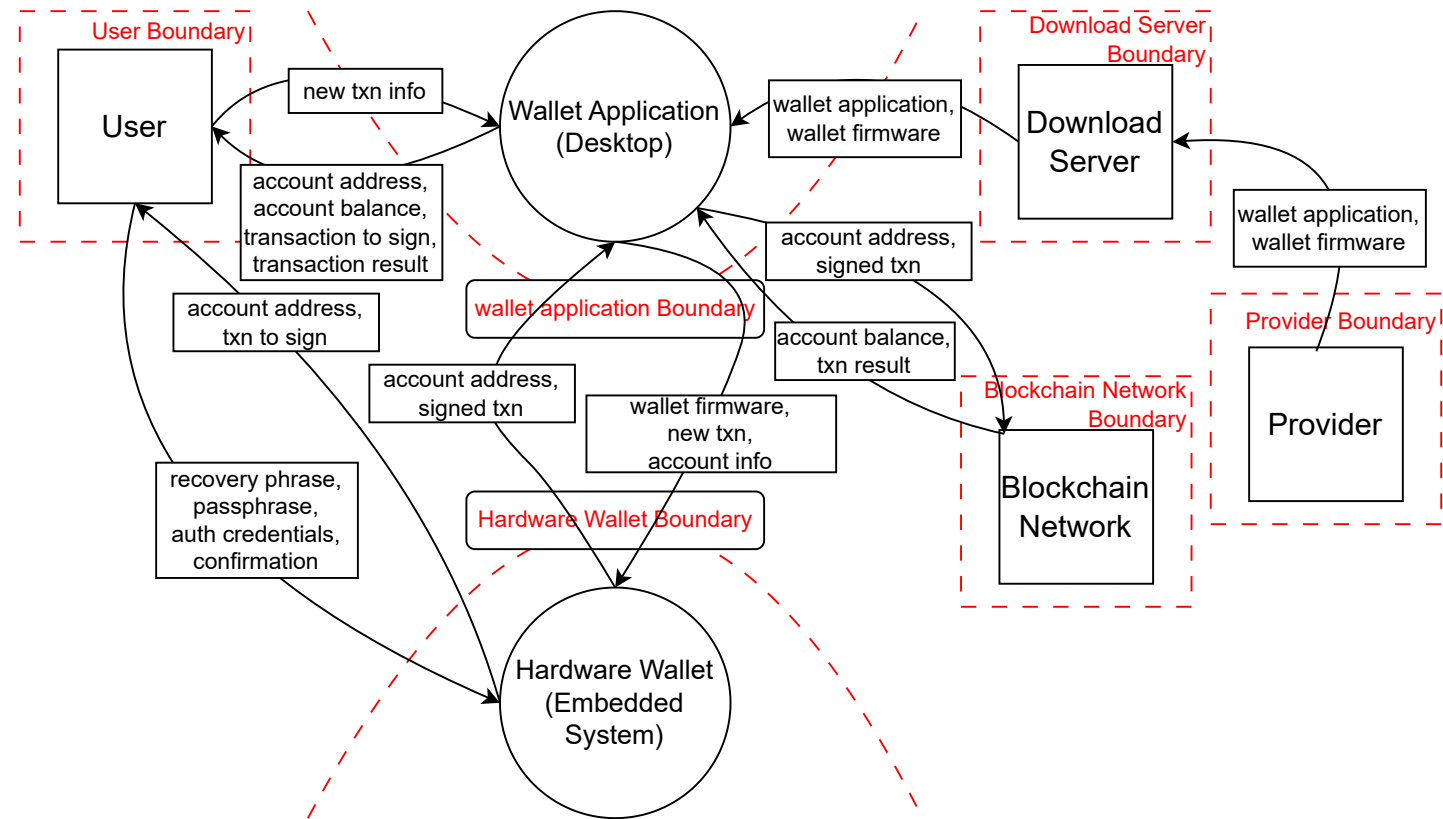 User Boundary
User
new txn info
Wallet Application
(Desktop)
wallet application,
wallet firmware
Download Server
Boundary
Download
Server
account address,
account balance,
transaction to sign,
transaction result
account address,
signed txn
wallet application,
wallet firmware
account address,
txn to sign
wallet application Boundary
account balance,
txn result
Provider Boundary
Provider
account address,
signed txn
wallet firmware,
new txn,
account info
Blockchain Network
Boundary
Blockchain
Network
recovery phrase,
passphrase,
auth credentials,
confirmation
Hardware Wallet Boundary
Hardware Wallet
(Embedded
System)